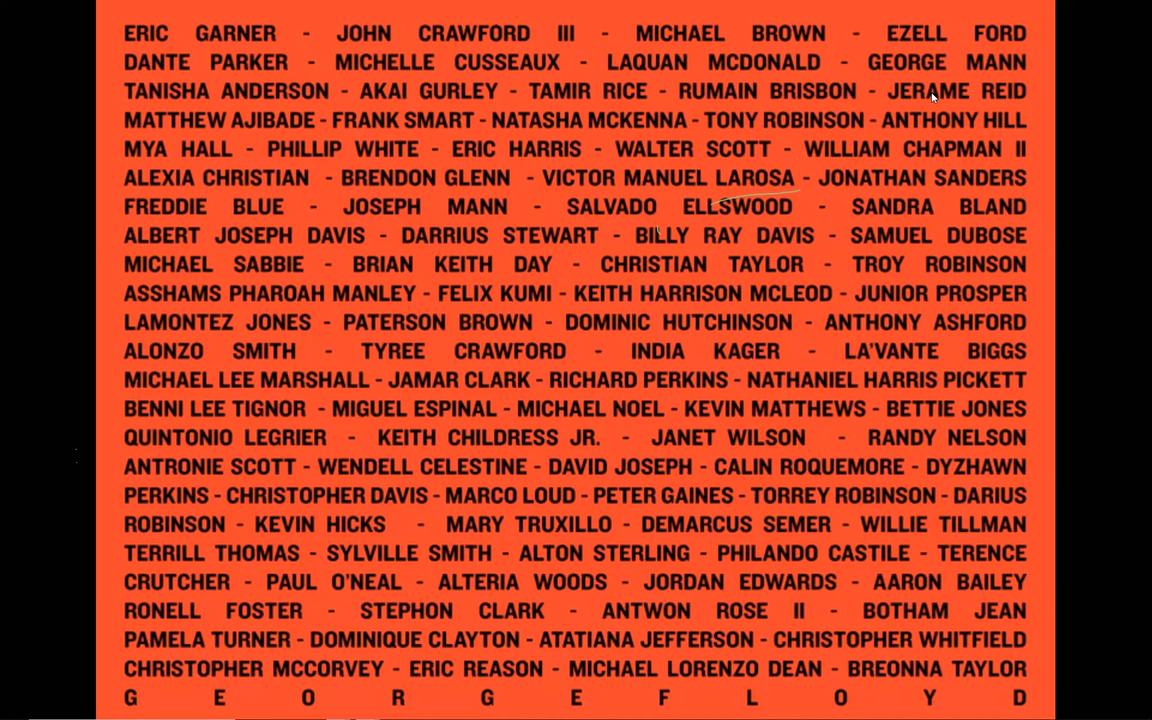 ERIC GARNER - JOHN CRAWFORD III - MICHAEL BROWN - EZELL FORD
DANTE PARKER - MICHELLE CUSSEAUX - LAQUAN MCDONALD - GEORGE MANN
TANISHA ANDERSON - AKAI GURLEY - TAMIR RICE - RUMAIN BRISBON - JERAME REID
MATTHEW AJIBADE - FRANK SMART - NATASHA MCKENNA - TONY ROBINSON - ANTHONY HILL
MYA HALL - PHILLIP WHITE - ERIC HARRIS - WALTER SCOTT - WILLIAM CHAPMAN II
ALEXIA CHRISTIAN - BRENDON GLENN - VICTOR MANUEL LAROSA - JONATHAN SANDERS
FREDDIE BLUE - JOSEPH MANN - SALVADO ELLSWOOD - SANDRA BLAND
ALBERT JOSEPH DAVIS - DARRIUS STEWART - BILLY RAY DAVIS - SAMUEL DUBOSE
MICHAEL SABBIE - BRIAN KEITH DAY - CHRISTIAN TAYLOR - TROY ROBINSON
ASSHAMS PHAROAH MANLEY - FELIX KUMI - KEITH HARRISON MCLEOD - JUNIOR PROSPER
LAMONTEZ JONES - PATERSON BROWN - DOMINIC HUTCHINSON - ANTHONY ASHFORD
ALONZO SMITH - TYREE CRAWFORD - INDIA KAGER - LA'VANTE BIGGS
MICHAEL LEE MARSHALL - JAMAR CLARK - RICHARD PERKINS - NATHANIEL HARRIS PICKETT
BENNI LEE TIGNOR - MIGUEL ESPINAL - MICHAEL NOEL - KEVIN MATTHEWS - BETTIE JONES
QUINTONIO LEGRIER - KEITH CHILDRESS JR. - JANET WILSON - RANDY NELSON
ANTRONIE SCOTT - WENDELL CELESTINE - DAVID JOSEPH - CALIN ROQUEMORE - DYZHAWN
PERKINS - CHRISTOPHER DAVIS - MARCO LOUD - PETER GAINES - TORREY ROBINSON - DARIUS
ROBINSON - KEVIN HICKS - MARY TRUXILLO - DEMARCUS SEMER - WILLIE TILLMAN
TERRILL THOMAS - SYLVILLE SMITH - ALTON STERLING - PHILANDO CASTILE - TERENCE
CRUTCHER - PAUL O'NEAL - ALTERIA WOODS - JORDAN EDWARDS - AARON BAILEY
RONELL FOSTER - STEPHON CLARK - ANTWON ROSE II - BOTHAM JEAN
PAMELA TURNER - DOMINIQUE CLAYTON - ATATIANA JEFFERSON - CHRISTOPHER WHITFIELD
CHRISTOPHER MCCORVEY - ERIC REASON - MICHAEL LORENZO DEAN - BREONNA TAYLOR
G E O R G E F L O Y D